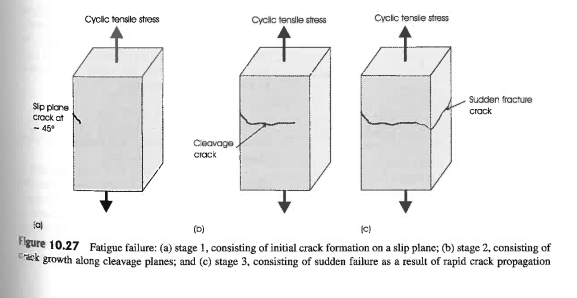 Cyclic tensile stress
Cyclic tensile stress
Cyclic tensile stress
Slip plane
crack at
~ 45°
Cleavage
crack
Sudden fracture
crack
(a)
(b)
(c)
Figure 10.27 Fatigue failure: (a) stage 1, consisting of initial crack formation on a slip plane; (b) stage 2, consisting of
crack growth along cleavage planes; and (c) stage 3, consisting of sudden failure as a result of rapid crack propagation